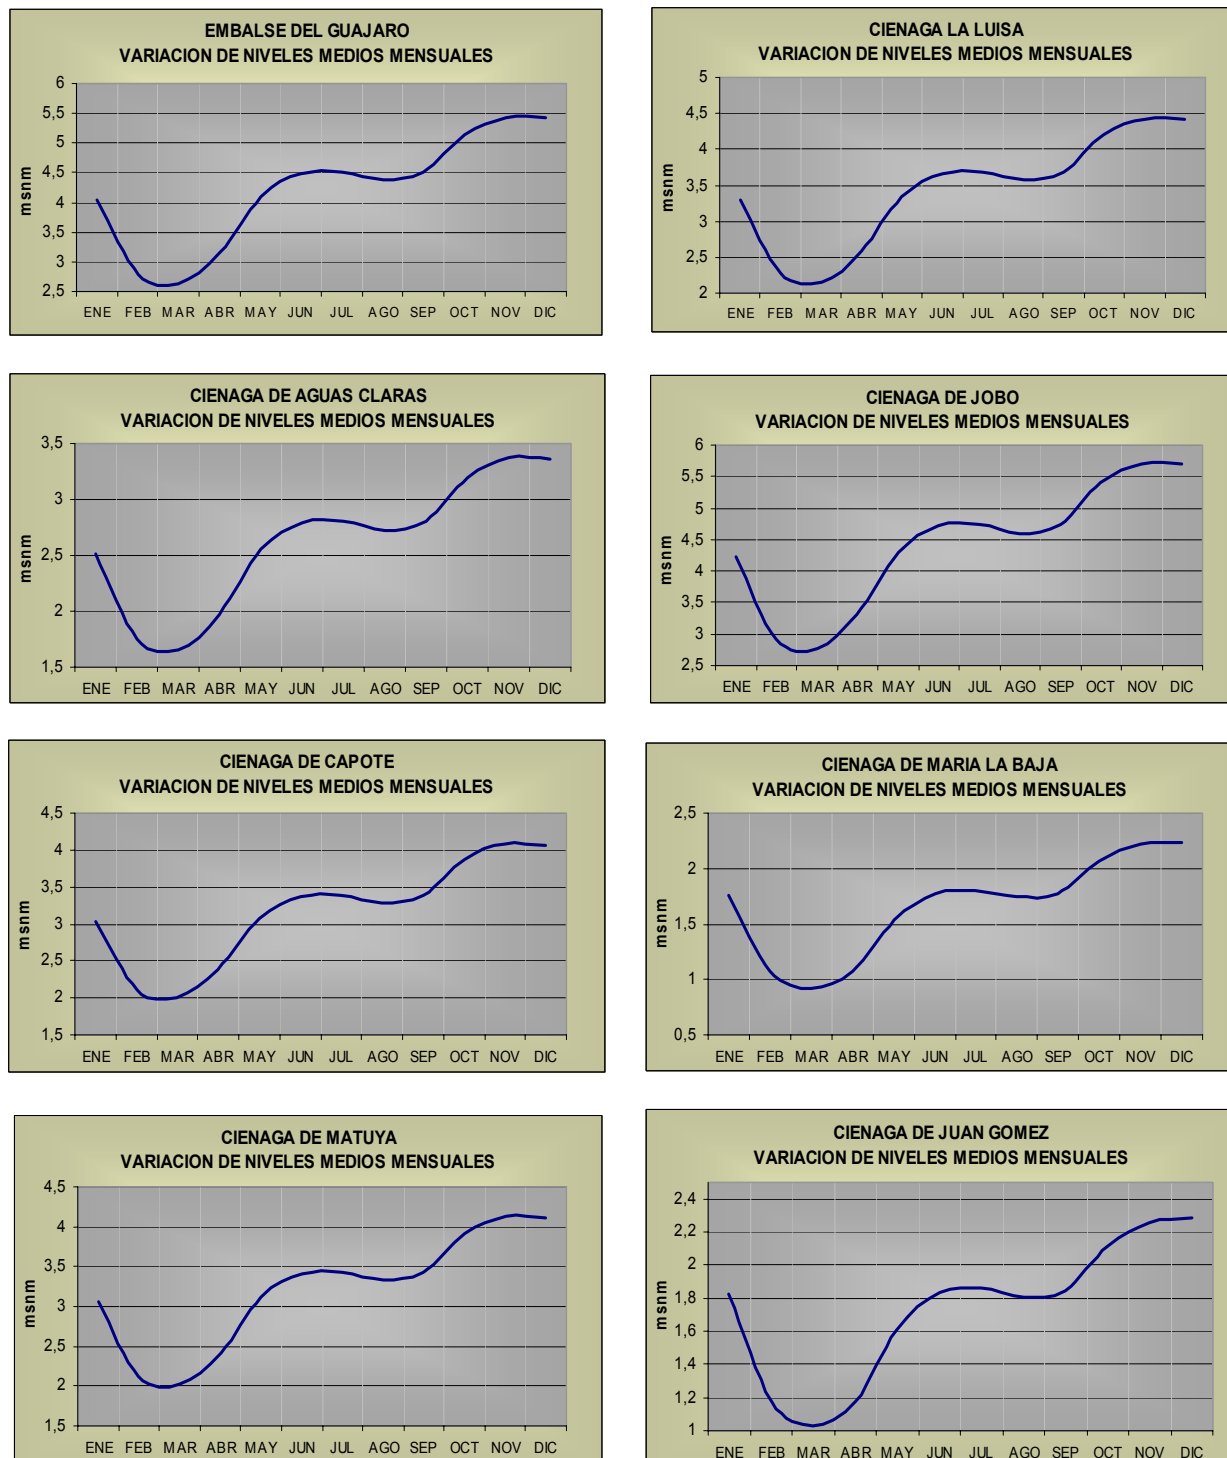 EMBALSE DEL GUAJARO
VARIACION DE NIVELES MEDIOS MENSUALES
6
5,5
5
4,5
4
3,5
3
2,5
msnm
ENE FEB MAR ABR MAY JUN JUL AGO SEP OCT NOV DIC
CIENAGA LA LUISA
VARIACION DE NIVELES MEDIOS MENSUALES
5
4,5
4
3,5
3
2,5
2
msnm
ENE FEB MAR ABR MAY JUN JUL AGO SEP OCT NOV DIC
CIENAGA DE AGUAS CLARAS
VARIACION DE NIVELES MEDIOS MENSUALES
3,5
3
2,5
2
1,5
msnm
ENE FEB MAR ABR MAY JUN JUL AGO SEP OCT NOV DIC
CIENAGA DE JOBO
VARIACION DE NIVELES MEDIOS MENSUALES
6
5,5
5
4,5
4
3,5
3
2,5
msnm
ENE FEB MAR ABR MAY JUN JUL AGO SEP OCT NOV DIC
CIENAGA DE CAPOTE
VARIACION DE NIVELES MEDIOS MENSUALES
4,5
4
3,5
3
2,5
2
1,5
msnm
ENE FEB MAR ABR MAY JUN JUL AGO SEP OCT NOV DIC
CIENAGA DE MARIA LA BAJA
VARIACION DE NIVELES MEDIOS MENSUALES
2,5
2
1,5
1
0,5
msnm
ENE FEB MAR ABR MAY JUN JUL AGO SEP OCT NOV DIC
CIENAGA DE MATUYA
VARIACION DE NIVELES MEDIOS MENSUALES
4,5
4
3,5
3
2,5
2
1,5
msnm
ENE FEB MAR ABR MAY JUN JUL AGO SEP OCT NOV DIC
CIENAGA DE JUAN GOMEZ
VARIACION DE NIVELES MEDIOS MENSUALES
2,4
2,2
2
1,8
1,6
1,4
1,2
1
msnm
ENE FEB MAR ABR MAY JUN JUL AGO SEP OCT NOV DIC